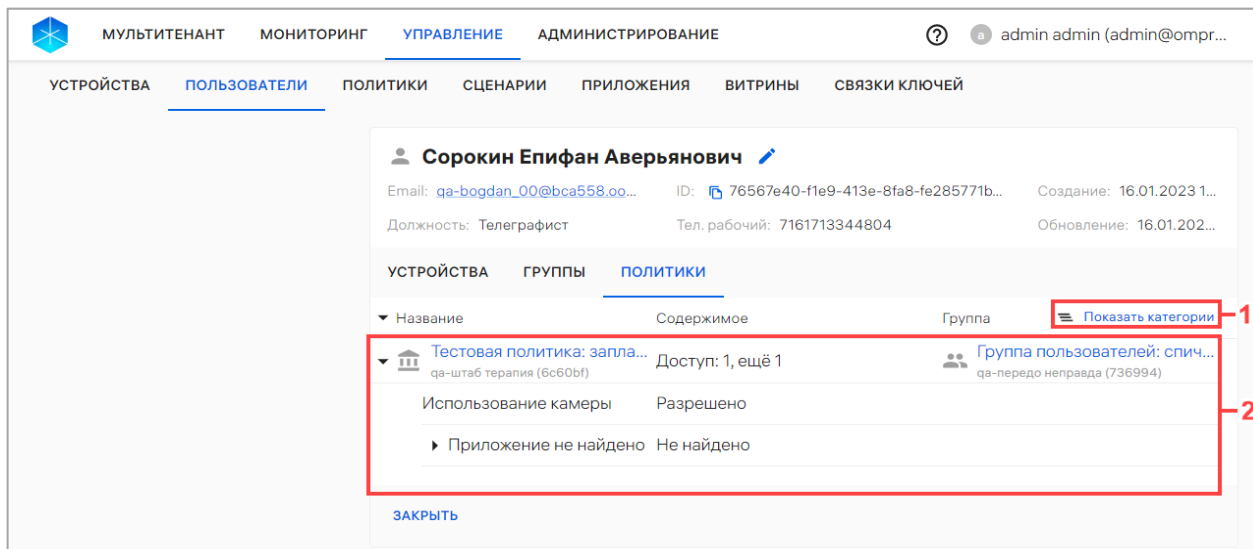 МУЛЬТИТЕНАНТ МОНИТОРИНГ УПРАВЛЕНИЕ АДМИНИСТРИРОВАНИЕ ? a admin admin (admin@ompr...
УСТРОЙСТВА ПОЛЬЗОВАТЕЛИ ПОЛИТИКИ СЦЕНАРИИ ПРИЛОЖЕНИЯ ВИТРИНЫ СВЯЗКИ КЛЮЧЕЙ
Сорокин Епифан Аверьянович
Email: qa-bogdan_00@bca558.oo... ID: 76567e40-f1e9-413e-8fa8-fe285771b... Создание: 16.01.2023 1...
Должность: Телеграфист Тел. рабочий: 7161713344804 Обновление: 16.01.202...
УСТРОЙСТВА ГРУППЫ ПОЛИТИКИ
Название Содержимое Группа Показать категории 1
Тестовая политика: запла... Доступ: 1, ещё 1 Группа пользователей: спич...
qa-штаб терапия (6c60bf) qa-передо неправда (736994)
Использование камеры Разрешено 2
Приложение не найдено Не найдено
ЗАКРЫТЬ